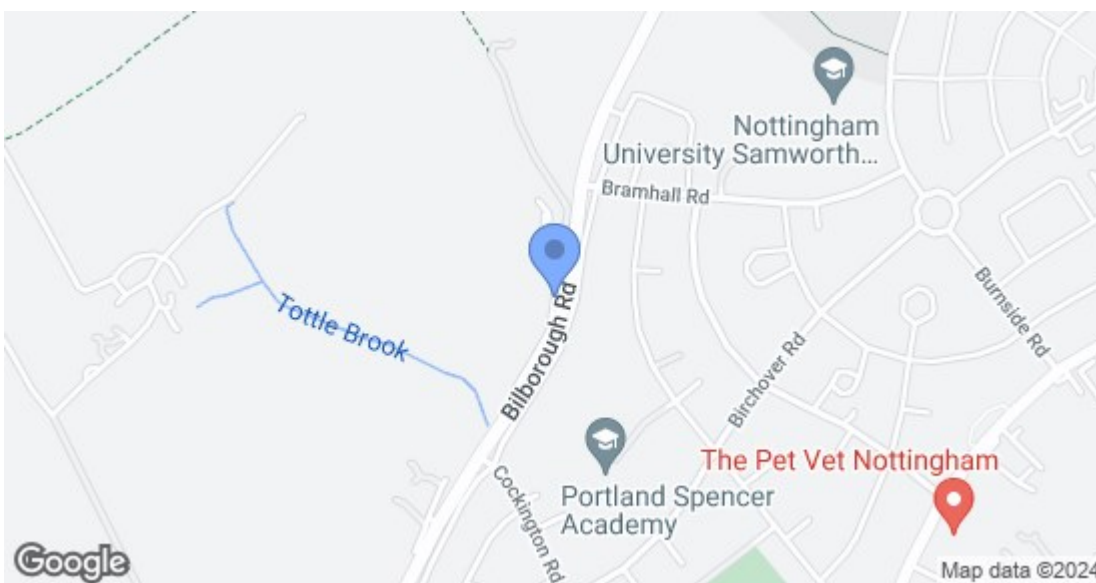 Nottingham
University Samworth...
Bramhall Rd
Burnside Rd
Tottle Brook
Bilborough Rd
Birchover Rd
The Pet Vet Nottingham
Portland Spencer
Academy
Cockington Rd
Google
Map data ©2024